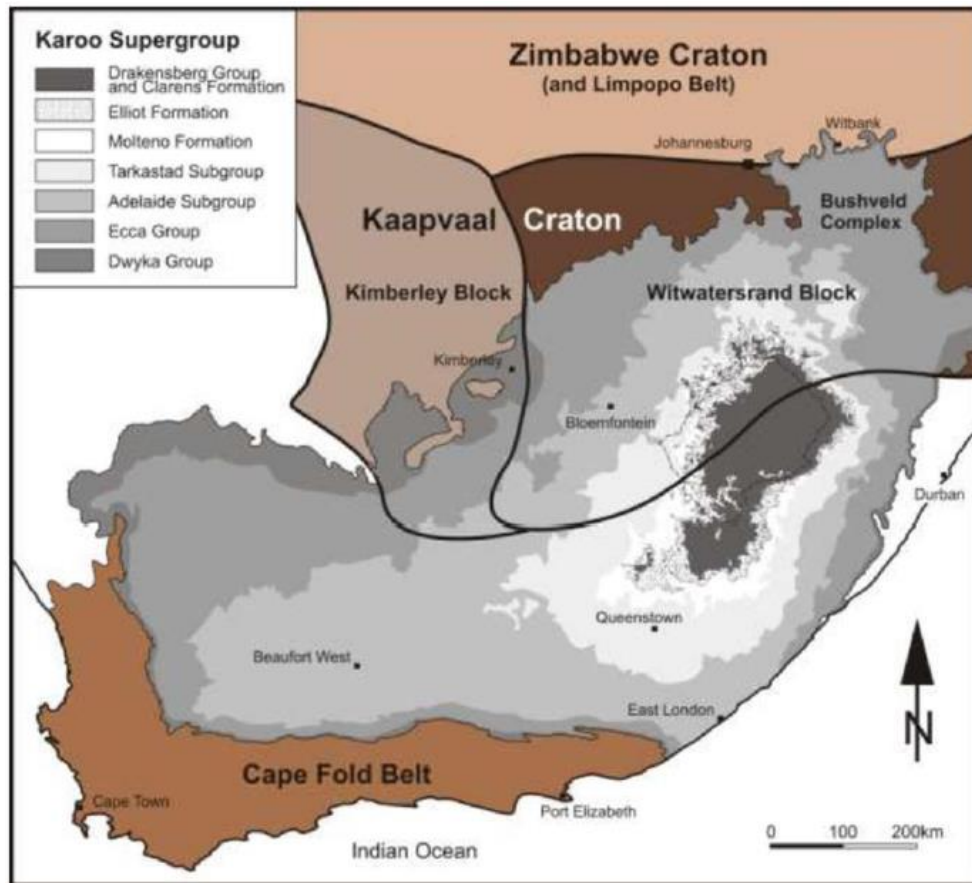 Karoo Supergroup
Drakensberg Group
and Clarens Formation
Elliot Formation
Molteno Formation
Tarkastad Subgroup
Adelaide Subgroup
Ecca Group
Dwyka Group
Zimbabwe Craton
(and Limpopo Belt)
Witbank
Johannesburg
Kaapvaal Craton
Bushveld
Complex
Kimberley Block
Witwatersrand Block
Kimberley
Bloemfontein
Durban
Queenstown
Beaufort West
East London
N
Cape Fold Belt
Cape Town
Port Elizabeth
Indian Ocean
0 100 200km